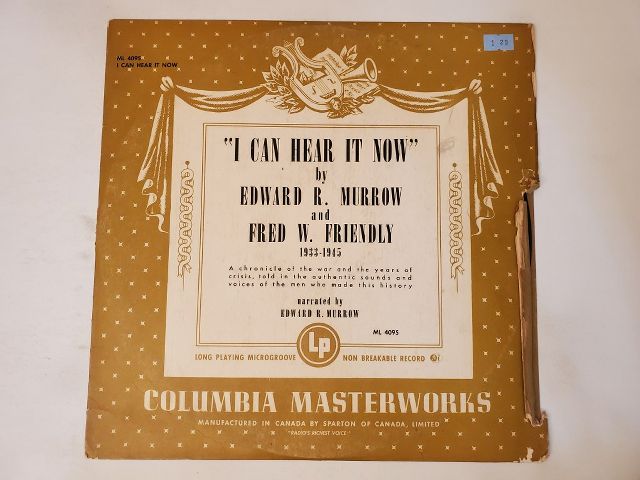 ML 4095
I CAN HEAR IT NOW
1 20
"I CAN HEAR IT NOW"
by
EDWARD R. MURROW
and
FRED W. FRIENDLY
1933-1945
A chronicle of the war and the years of
crisis, told in the authentic sounds and
voices of the men who made this history
narrated by
EDWARD R. MURROW
ML 4095
LONG PLAYING MICROGROOVE Lp NON BREAKABLE RECORD
COLUMBIA MASTERWORKS
MANUFACTURED IN CANADA BY SPARTON OF CANADA, LIMITED
"RADIO'S RICHEST VOICE"